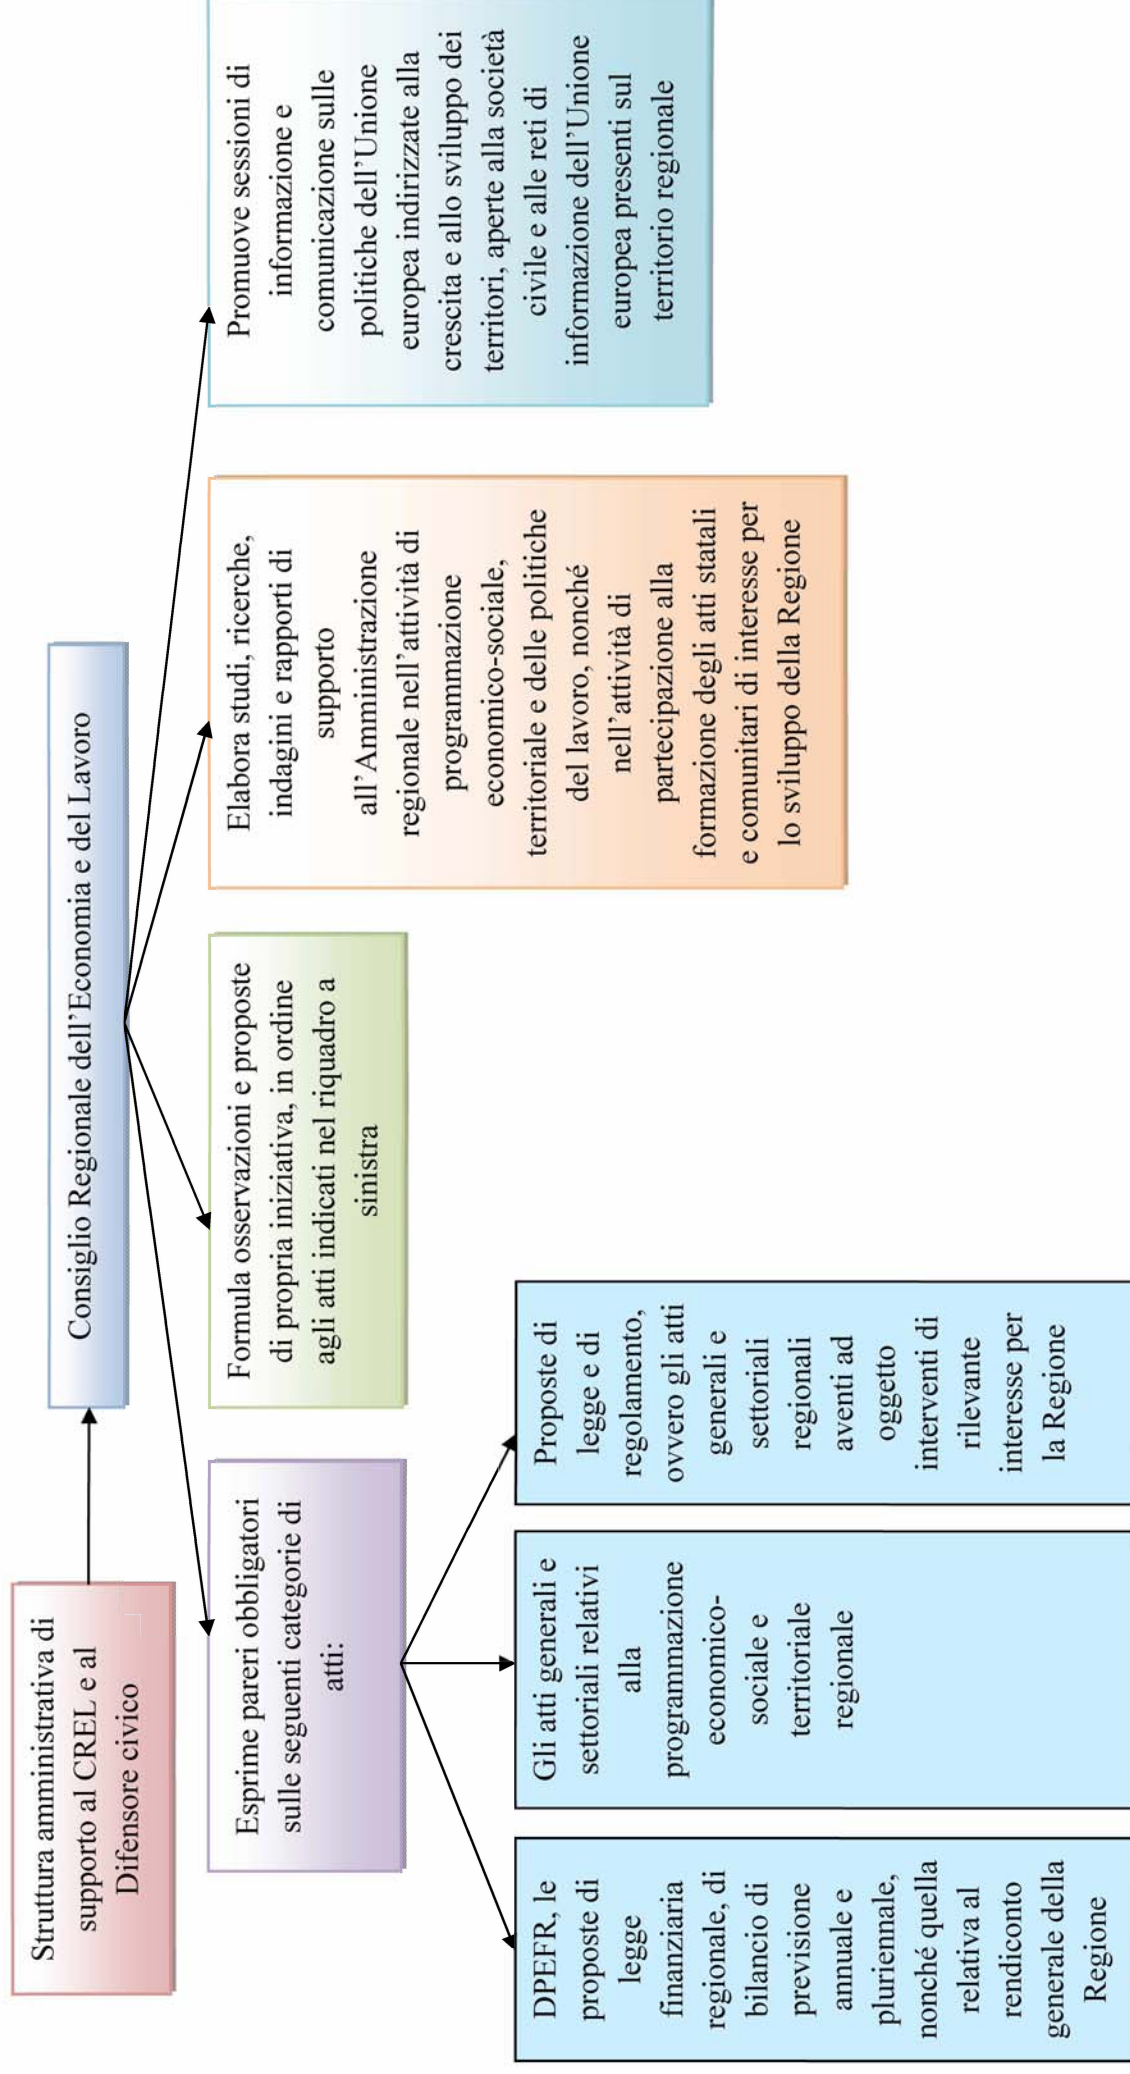 Struttura amministrativa di
supporto al CREL e al
Difensore civico
Consiglio Regionale dell'Economia e del Lavoro
Esprime pareri obbligatori
sulle seguenti categorie di
atti:
Formula osservazioni e proposte
di propria iniziativa, in ordine
agli atti indicati nel riquadro a
sinistra
Elabora studi, ricerche,
indagini e rapporti di
supporto
all'Amministrazione
regionale nell'attività di
programmazione
economico-sociale,
territoriale e delle politiche
del lavoro, nonché
nell'attività di
partecipazione alla
formazione degli atti statali
e comunitari di interesse per
lo sviluppo della Regione
Promuove sessioni di
informazione e
comunicazione sulle
politiche dell'Unione
europea indirizzate alla
crescita e allo sviluppo dei
territori, aperte alla società
civile e alle reti di
informazione dell'Unione
europea presenti sul
territorio regionale
DPEFR, le
proposte di
legge
finanziaria
regionale, di
bilancio di
previsione
annuale e
pluriennale,
nonché quella
relativa al
rendiconto
generale della
Regione
Gli atti generali e
settoriali relativi
alla
programmazione
economico-
sociale e
territoriale
regionale
Proposte di
legge e di
regolamento,
ovvero gli atti
generali e
settoriali
regionali
aventi ad
oggetto
interventi di
rilevante
interesse per
la Regione